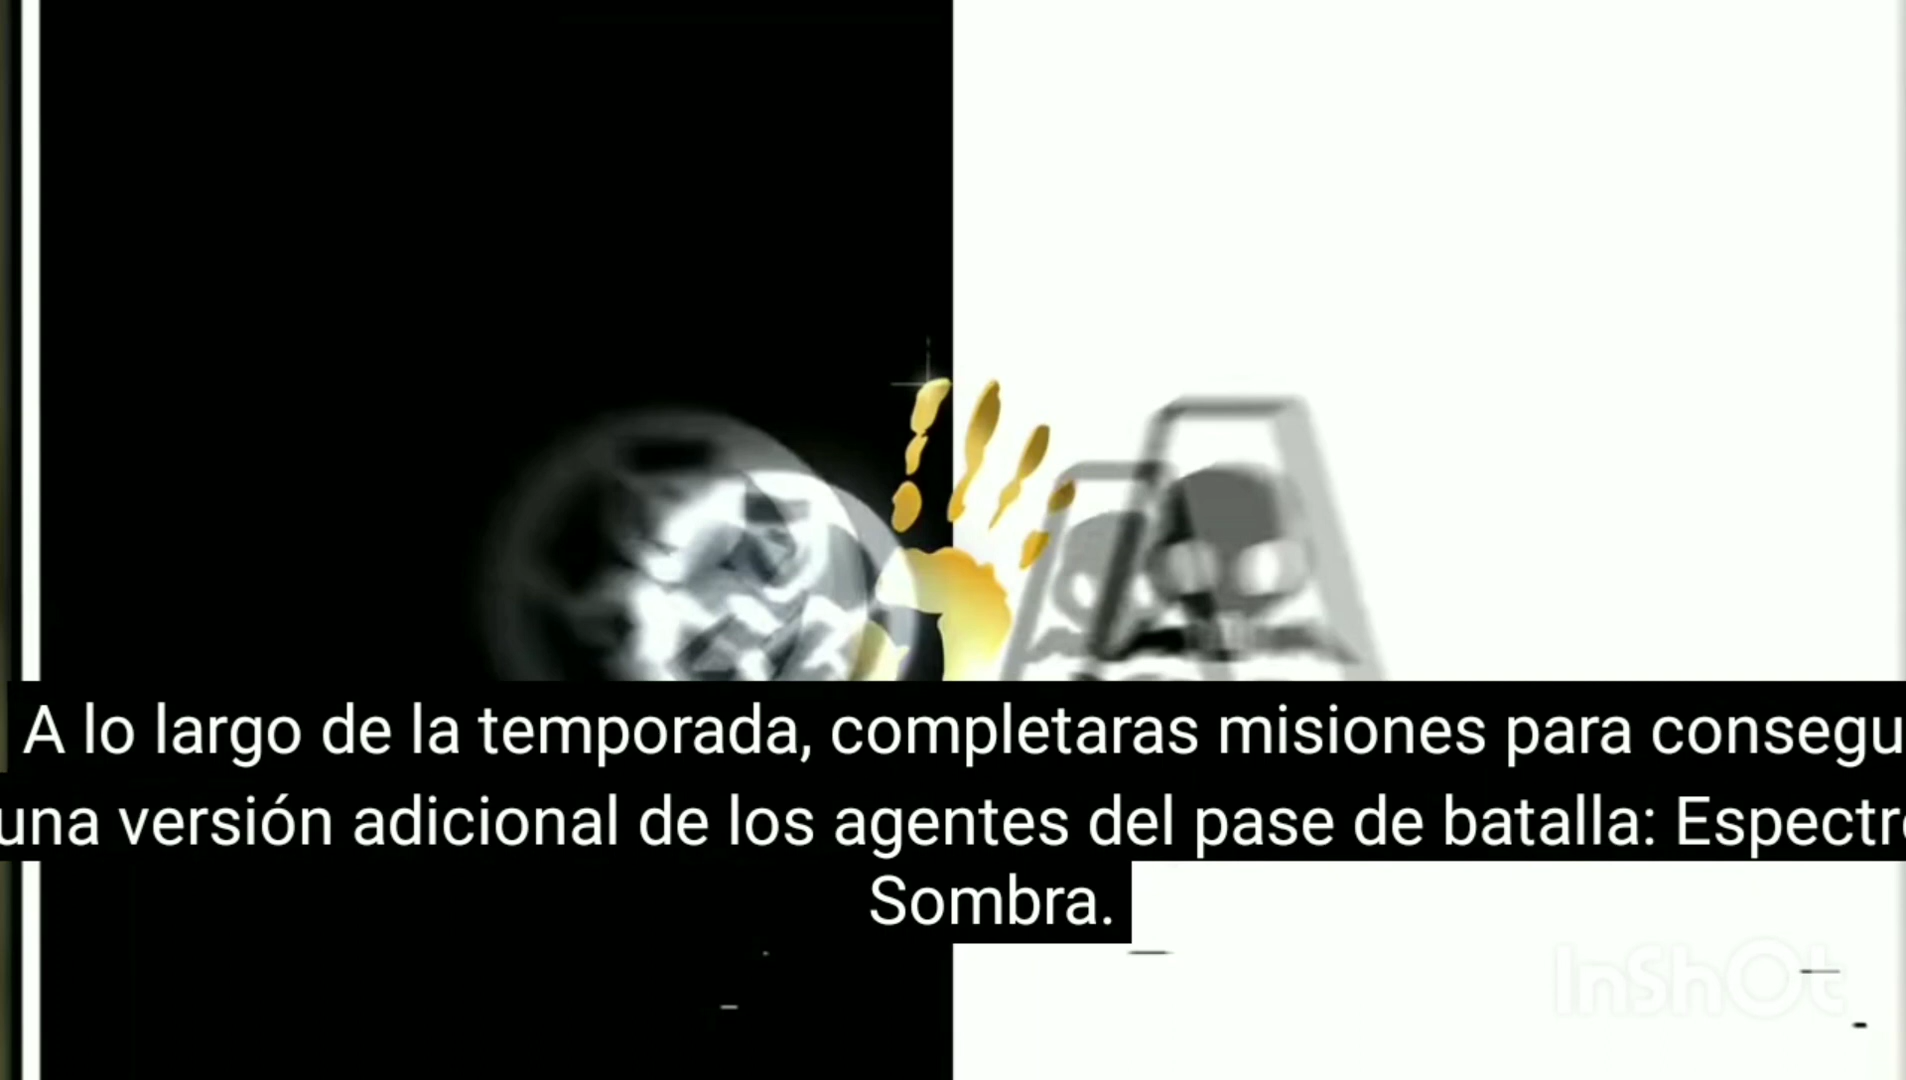 A lo largo de la temporada, completaras misiones para consegu
una versión adicional de los agentes del pase de batalla: Espectr
Sombra.
InShOt